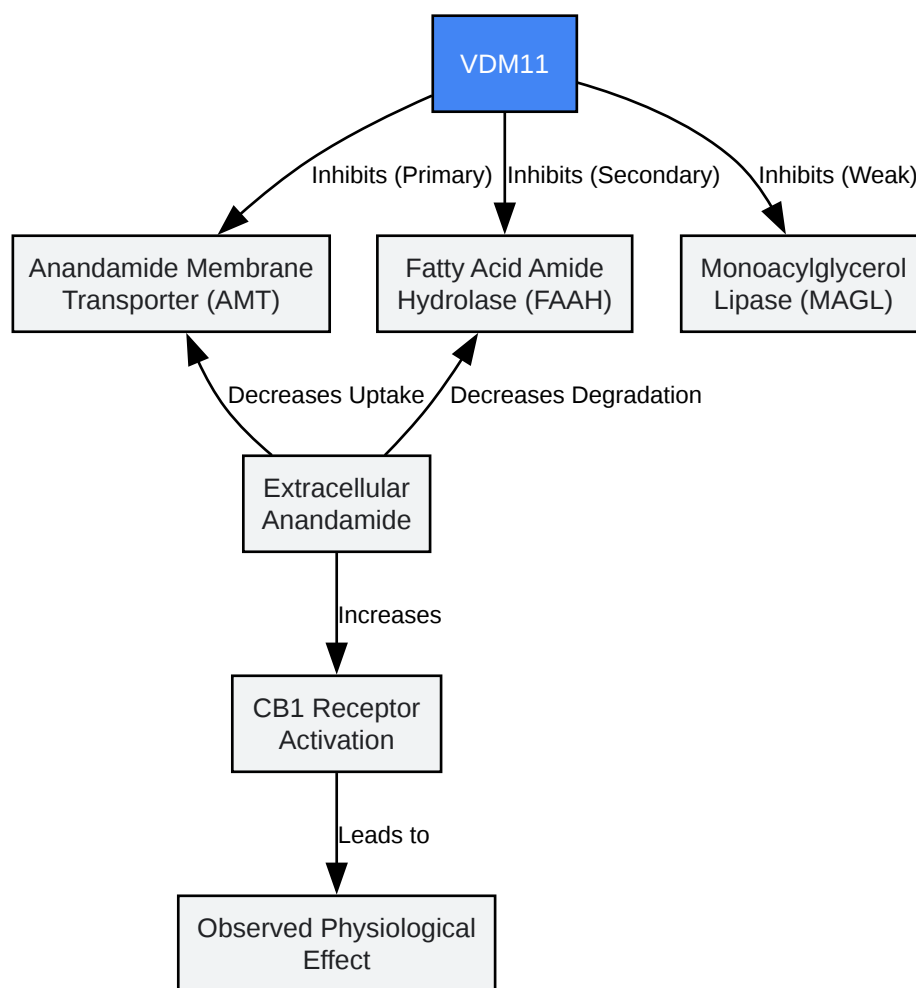 VDM11
Inhibits (Primary)
Inhibits (Secondary)
Inhibits (Weak)
Anandamide Membrane
Transporter (AMT)
Fatty Acid Amide
Hydrolase (FAAH)
Monoacylglycerol
Lipase (MAGL)
Decreases Uptake
Decreases Degradation
Extracellular
Anandamide
Increases
CB1 Receptor
Activation
Leads to
Observed Physiological
Effect